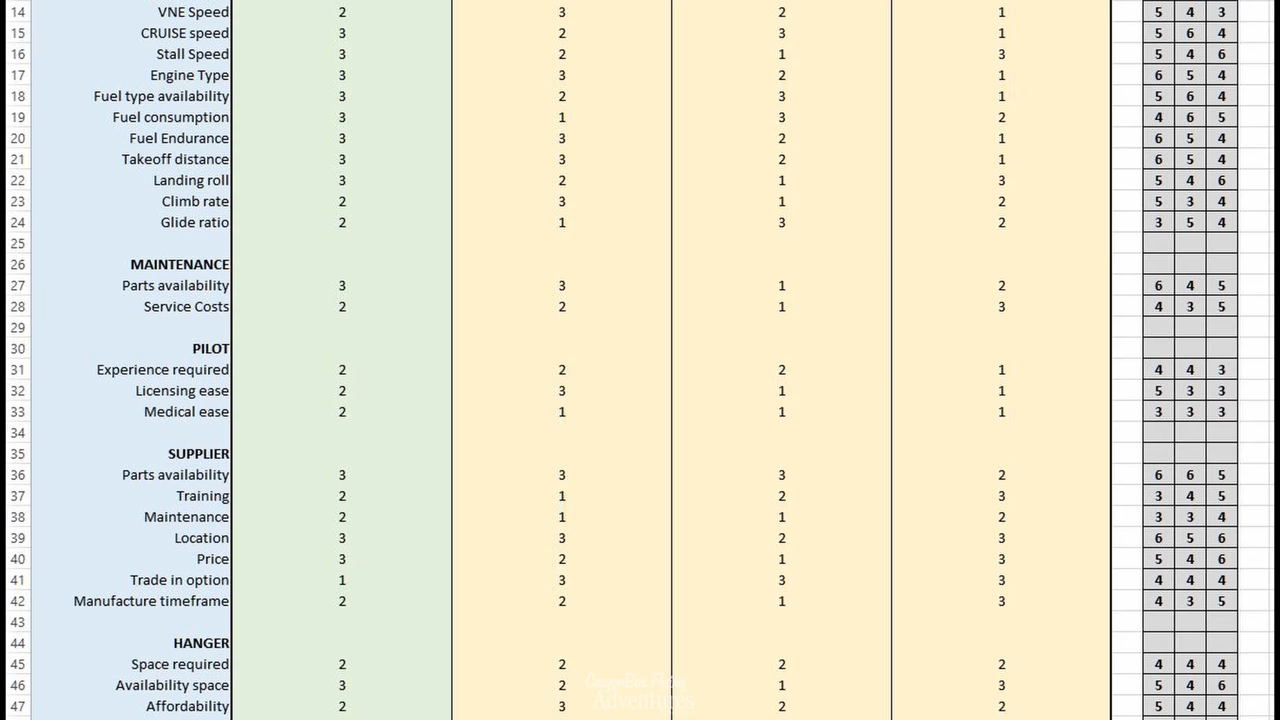 14 VNE Speed 2 3 2 1 5 4 3
15 CRUISE speed 3 2 3 1 5 6 4
16 Stall Speed 3 2 1 3 5 4 6
17 Engine Type 3 3 2 1 6 5 4
18 Fuel type availability 3 2 3 1 5 6 4
19 Fuel consumption 3 1 3 2 4 6 5
20 Fuel Endurance 3 3 2 1 6 5 4
21 Takeoff distance 3 3 2 1 6 5 4
22 Landing roll 3 2 1 3 5 4 6
23 Climb rate 2 3 1 2 5 3 4
24 Glide ratio 2 1 3 2 3 5 4
25
26 MAINTENANCE
27 Parts availability 3 3 1 2 6 4 5
28 Service Costs 2 2 1 3 4 3 5
29
30 PILOT
31 Experience required 2 2 2 1 4 4 3
32 Licensing ease 2 3 1 1 5 3 3
33 Medical ease 2 1 1 1 3 3 3
34
35 SUPPLIER
36 Parts availability 3 3 3 2 6 6 5
37 Training 2 1 2 3 3 4 5
38 Maintenance 2 1 1 2 3 3 4
39 Location 3 3 2 3 6 5 6
40 Price 3 2 1 3 5 4 6
41 Trade in option 1 3 3 3 4 4 4
42 Manufacture timeframe 2 2 1 3 4 3 5
43
44 HANGER
45 Space required 2 2 2 2 4 4 4
46 Availability space 3 2 1 3 5 4 6
47 Affordability 2 3 2 2 5 4 4
Adventures